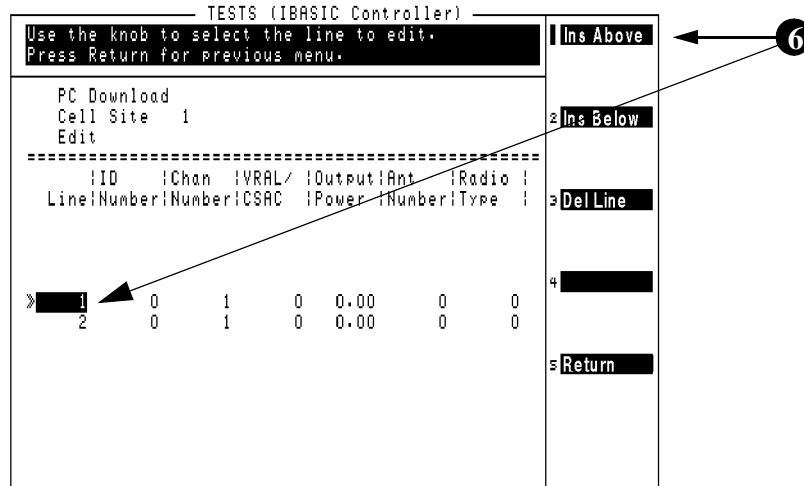 TESTS (IBASIC Controller)
Use the knob to select the line to edit.
Press Return for previous menu.
1 Ins Above
6
PC Download
Cell Site 1
2 Ins Below
Edit
==================================================
|ID |Chan |VRAL/ |Output|Ant |Radio |
Line|Number|Number|CSAC |Power |Number|Type |
3 Del Line
4
» 1 0 1 0 0.00 0 0
2 0 1 0 0.00 0 0
5 Return